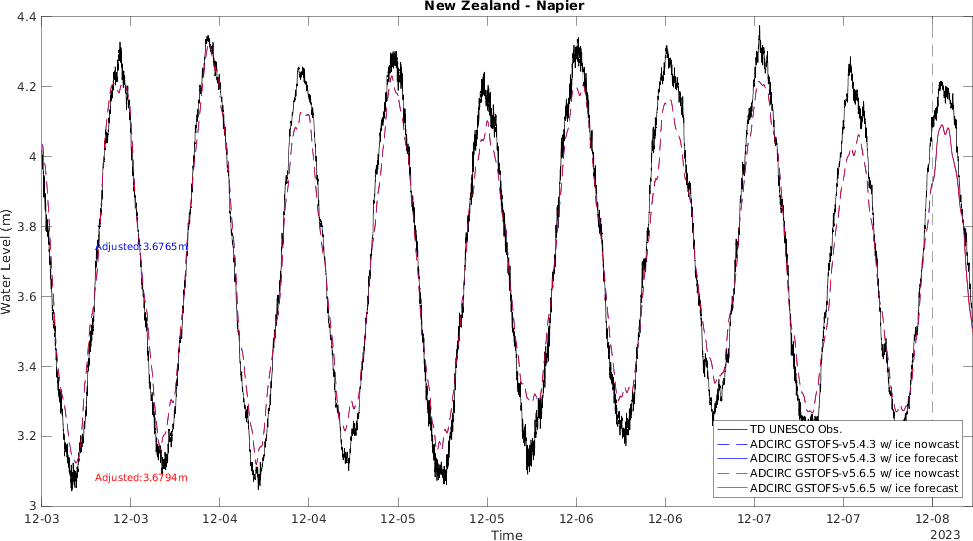 New Zealand - Napier
4.4
4.2
4
3.8
3.6
3.4
3.2
3
Water Level (m)
Adjusted:3.6765m
Adjusted:3.6794m
TD UNESCO Obs.
ADCIRC GSTOFS-v5.4.3 w/ ice nowcast
ADCIRC GSTOFS-v5.4.3 w/ ice forecast
ADCIRC GSTOFS-v5.6.5 w/ ice nowcast
ADCIRC GSTOFS-v5.6.5 w/ ice forecast
12-03 12-03 12-04 12-04 12-05 12-05 12-06 12-06 12-07 12-07 12-08
Time
2023